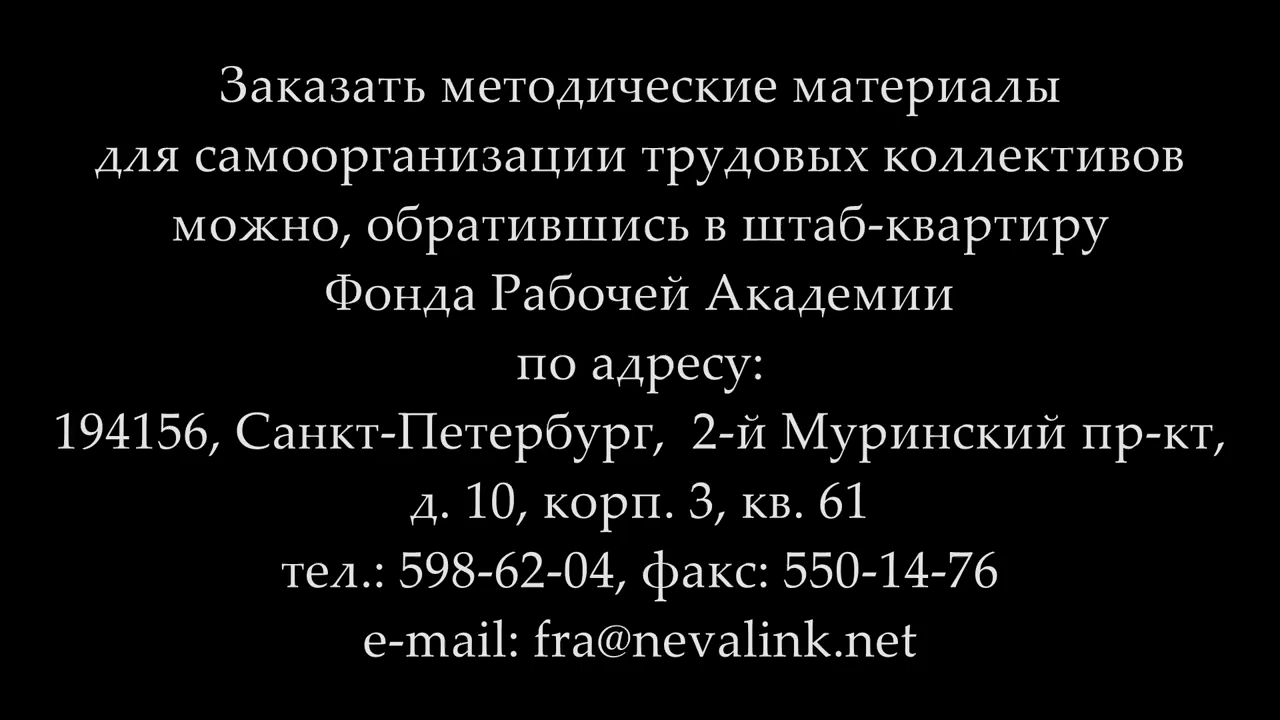 Заказать методические материалы
для самоорганизации трудовых коллективов
можно, обратившись в штаб-квартиру
Фонда Рабочей Академии
по адресу:
194156, Санкт-Петербург,  2-й Муринский пр-кт,
д. 10, корп. 3, кв. 61
тел.: 598-62-04, факс: 550-14-76
e-mail: fra@nevalink.net